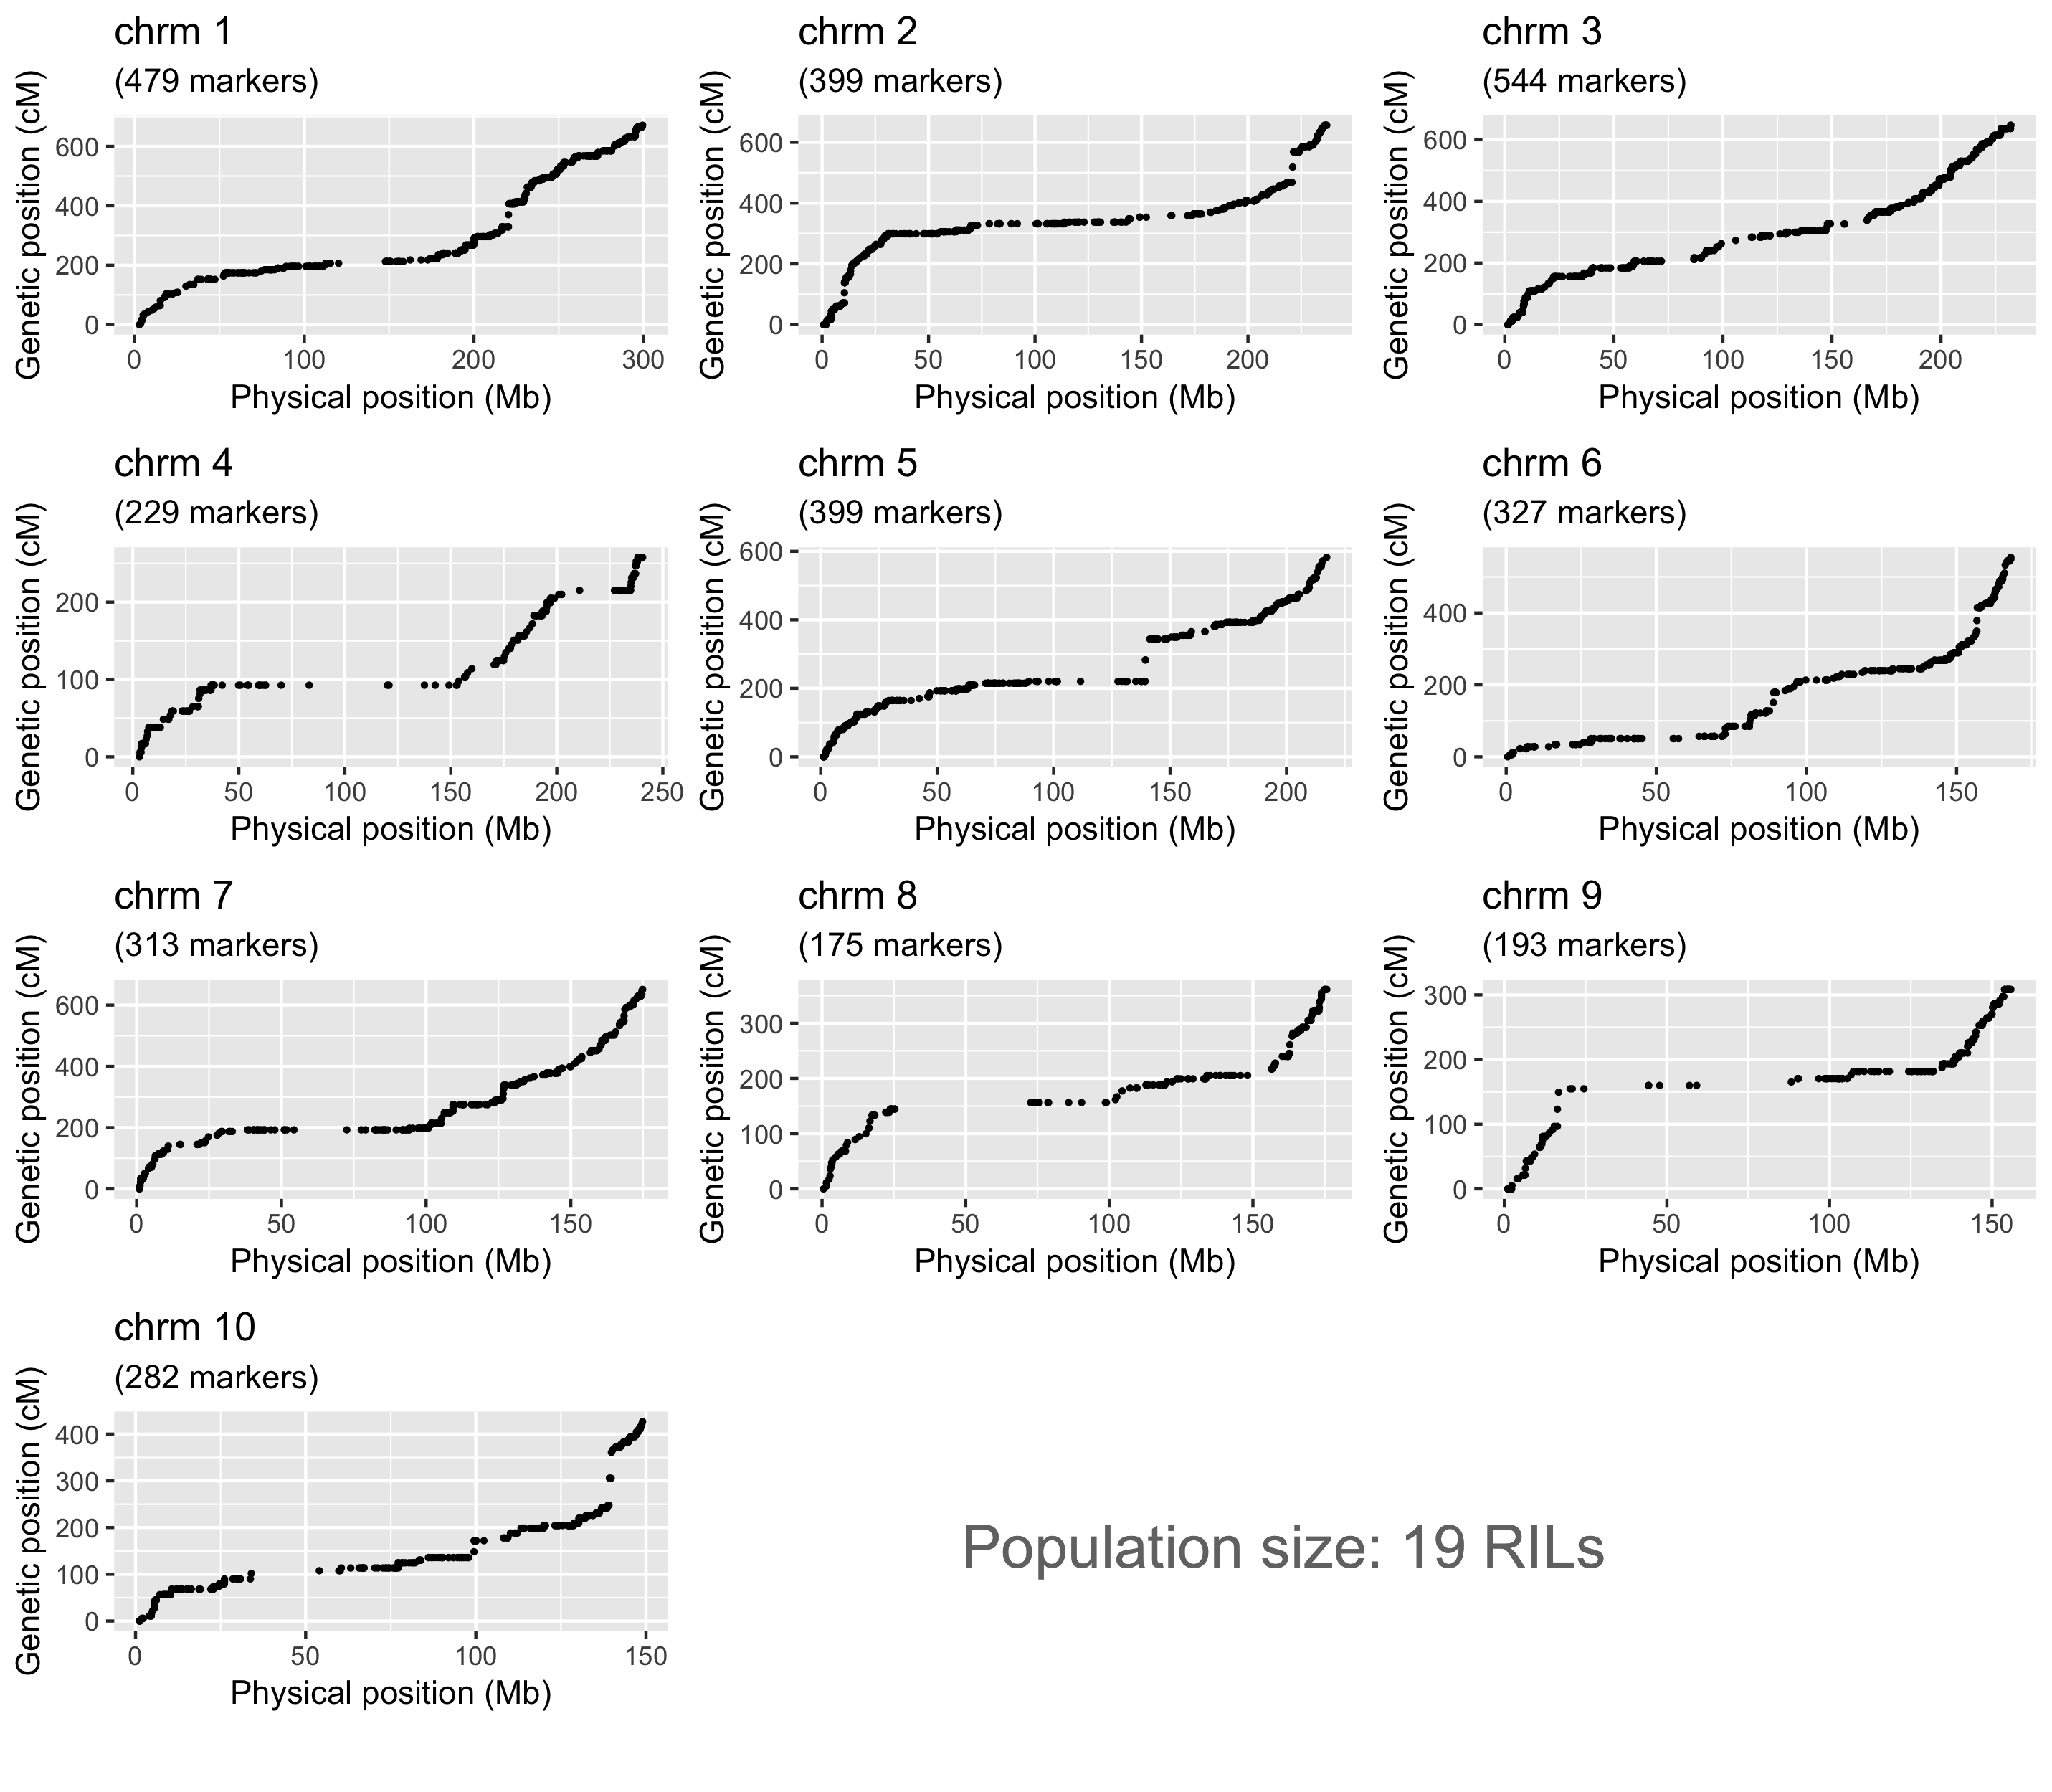 chrm 1
(479 markers)
Genetic position (cM)
600
400
200
0
0 100 200 300
Physical position (Mb)
chrm 2
(399 markers)
Genetic position (cM)
600
400
200
0
0 50 100 150 200
Physical position (Mb)
chrm 3
(544 markers)
Genetic position (cM)
600
400
200
0
0 50 100 150 200
Physical position (Mb)
chrm 4
(229 markers)
Genetic position (cM)
200
100
0
0 50 100 150 200 250
Physical position (Mb)
chrm 5
(399 markers)
Genetic position (cM)
600
400
200
0
0 50 100 150 200
Physical position (Mb)
chrm 6
(327 markers)
Genetic position (cM)
400
200
0
0 50 100 150
Physical position (Mb)
chrm 7
(313 markers)
Genetic position (cM)
600
400
200
0
0 50 100 150
Physical position (Mb)
chrm 8
(175 markers)
Genetic position (cM)
300
200
100
0
0 50 100 150
Physical position (Mb)
chrm 9
(193 markers)
Genetic position (cM)
300
200
100
0
0 50 100 150
Physical position (Mb)
chrm 10
(282 markers)
Genetic position (cM)
400
300
200
100
0
0 50 100 150
Physical position (Mb)
Population size: 19 RILs